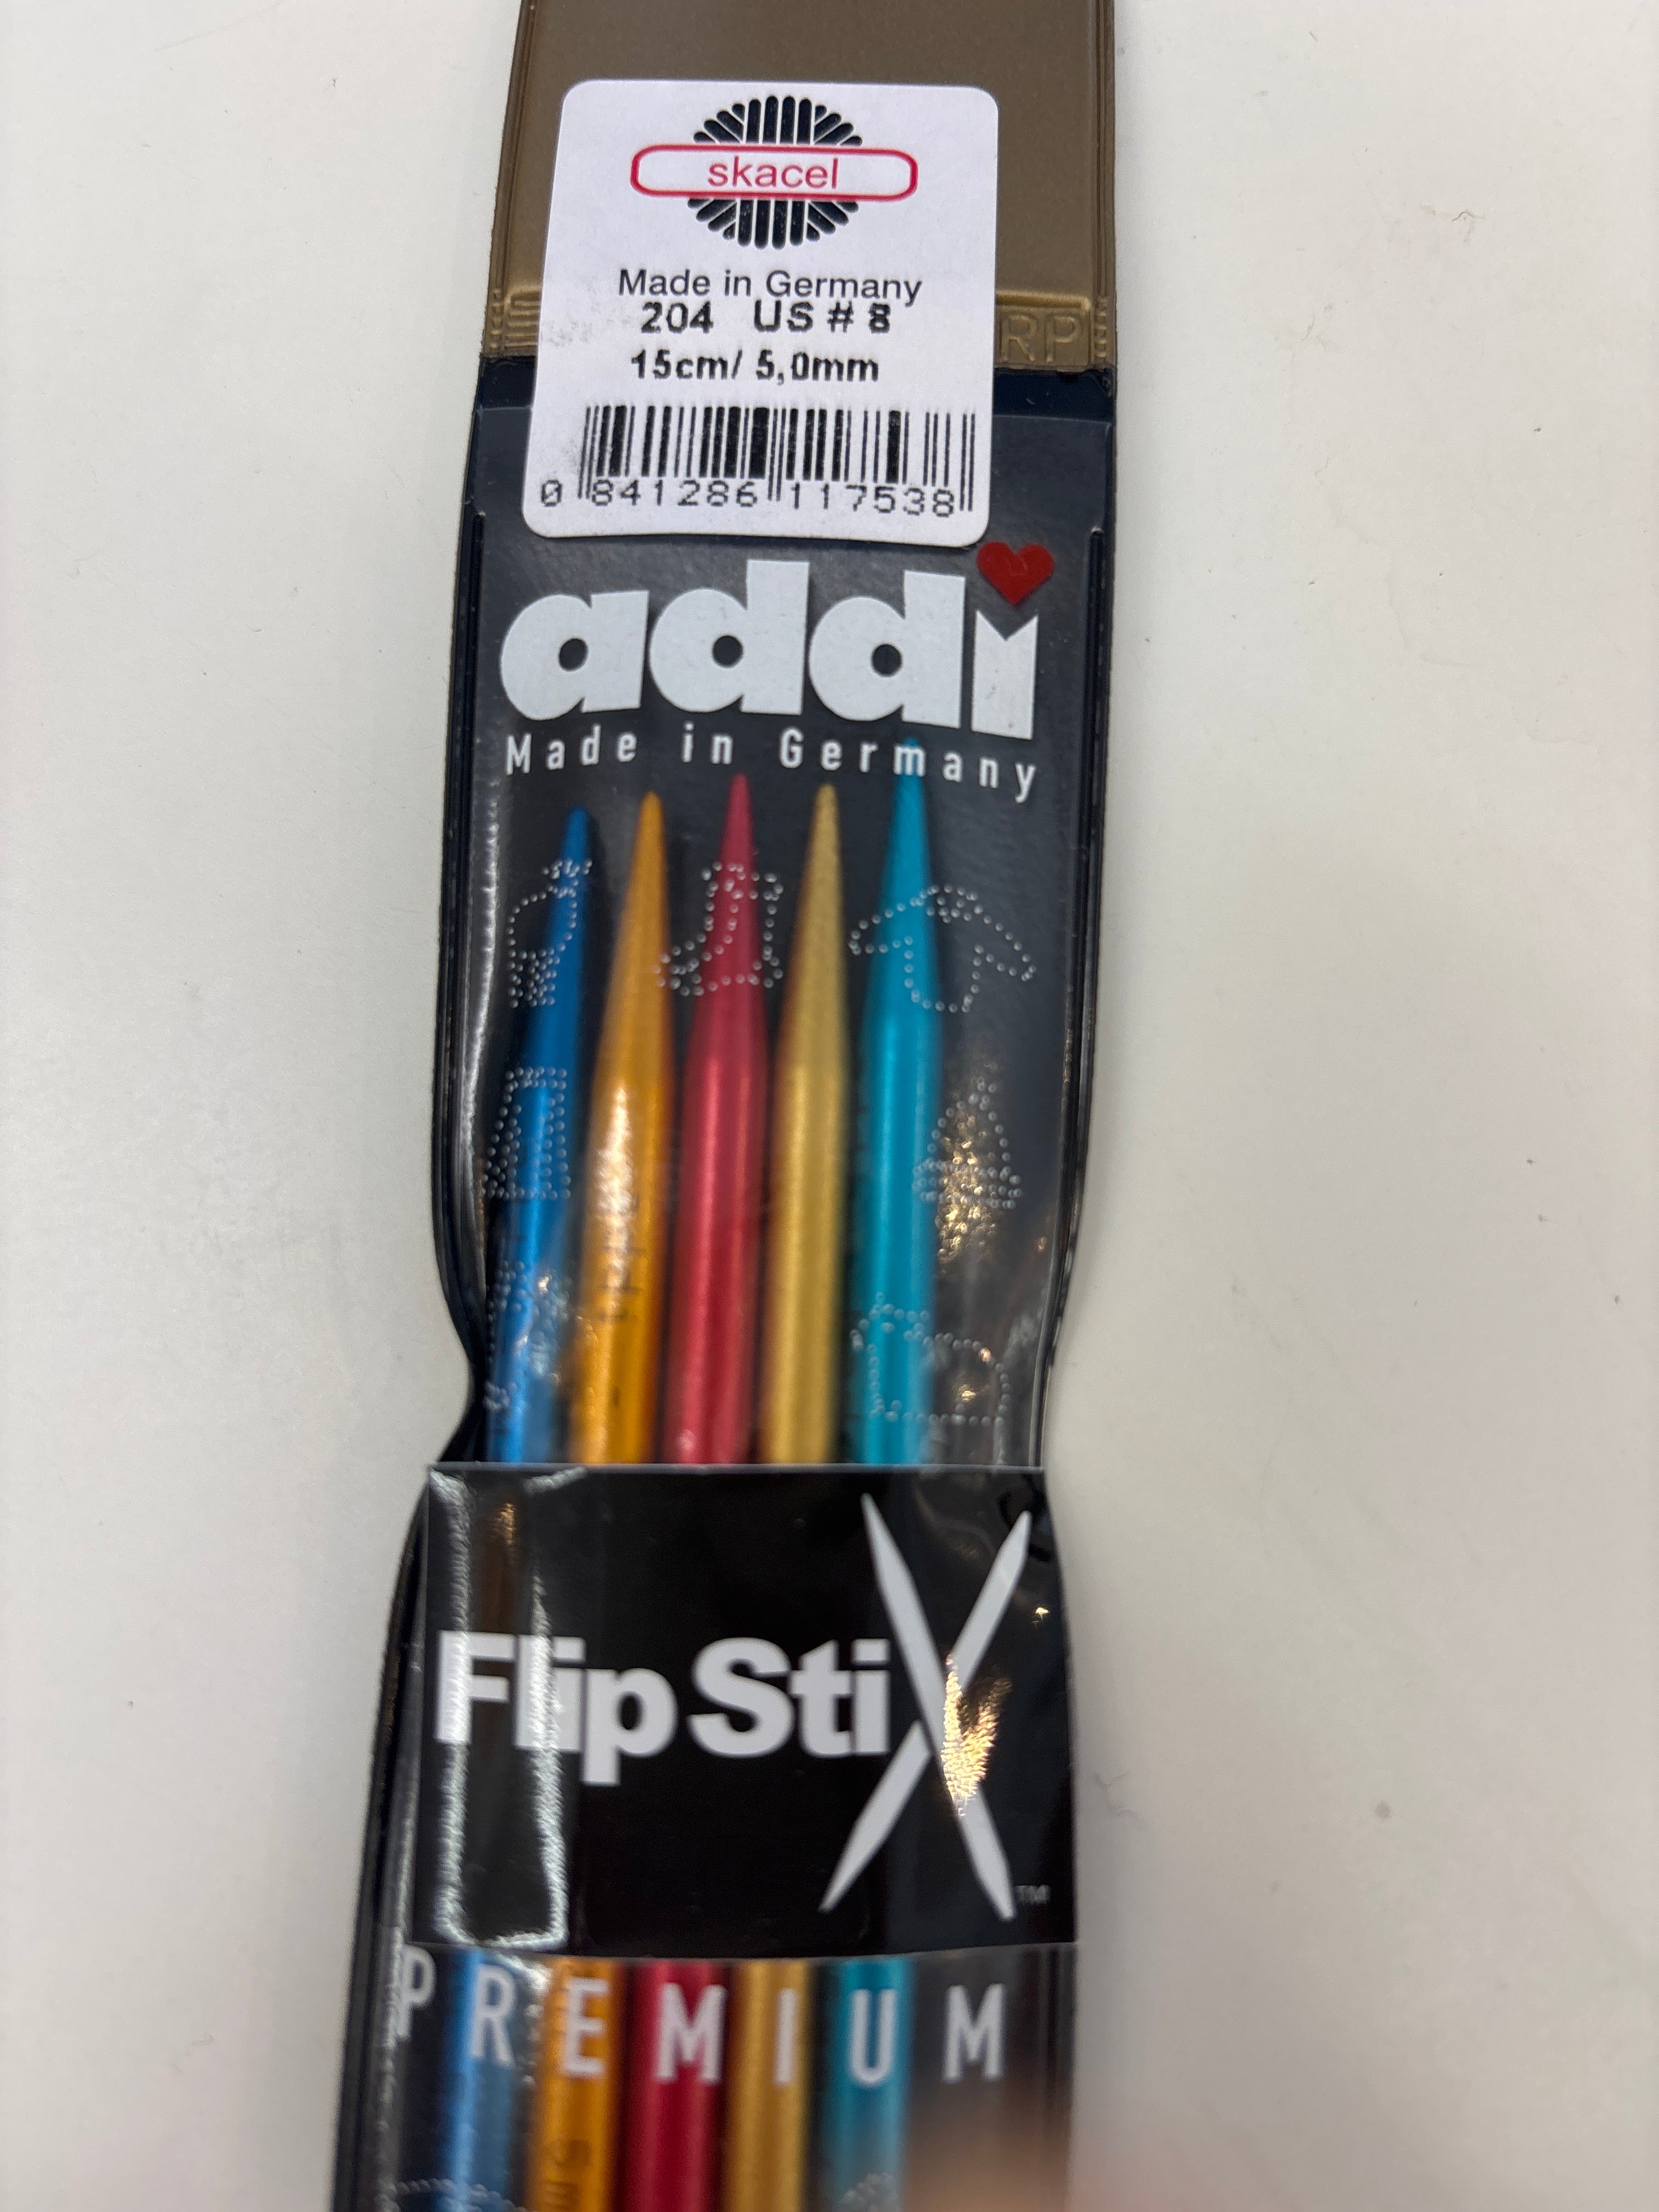 skacel
Made in Germany
204 US # 8
15cm/ 5,0mm
0 841286 117538
addi
Made in Germany
FlipStiX
TM
PREMIUM